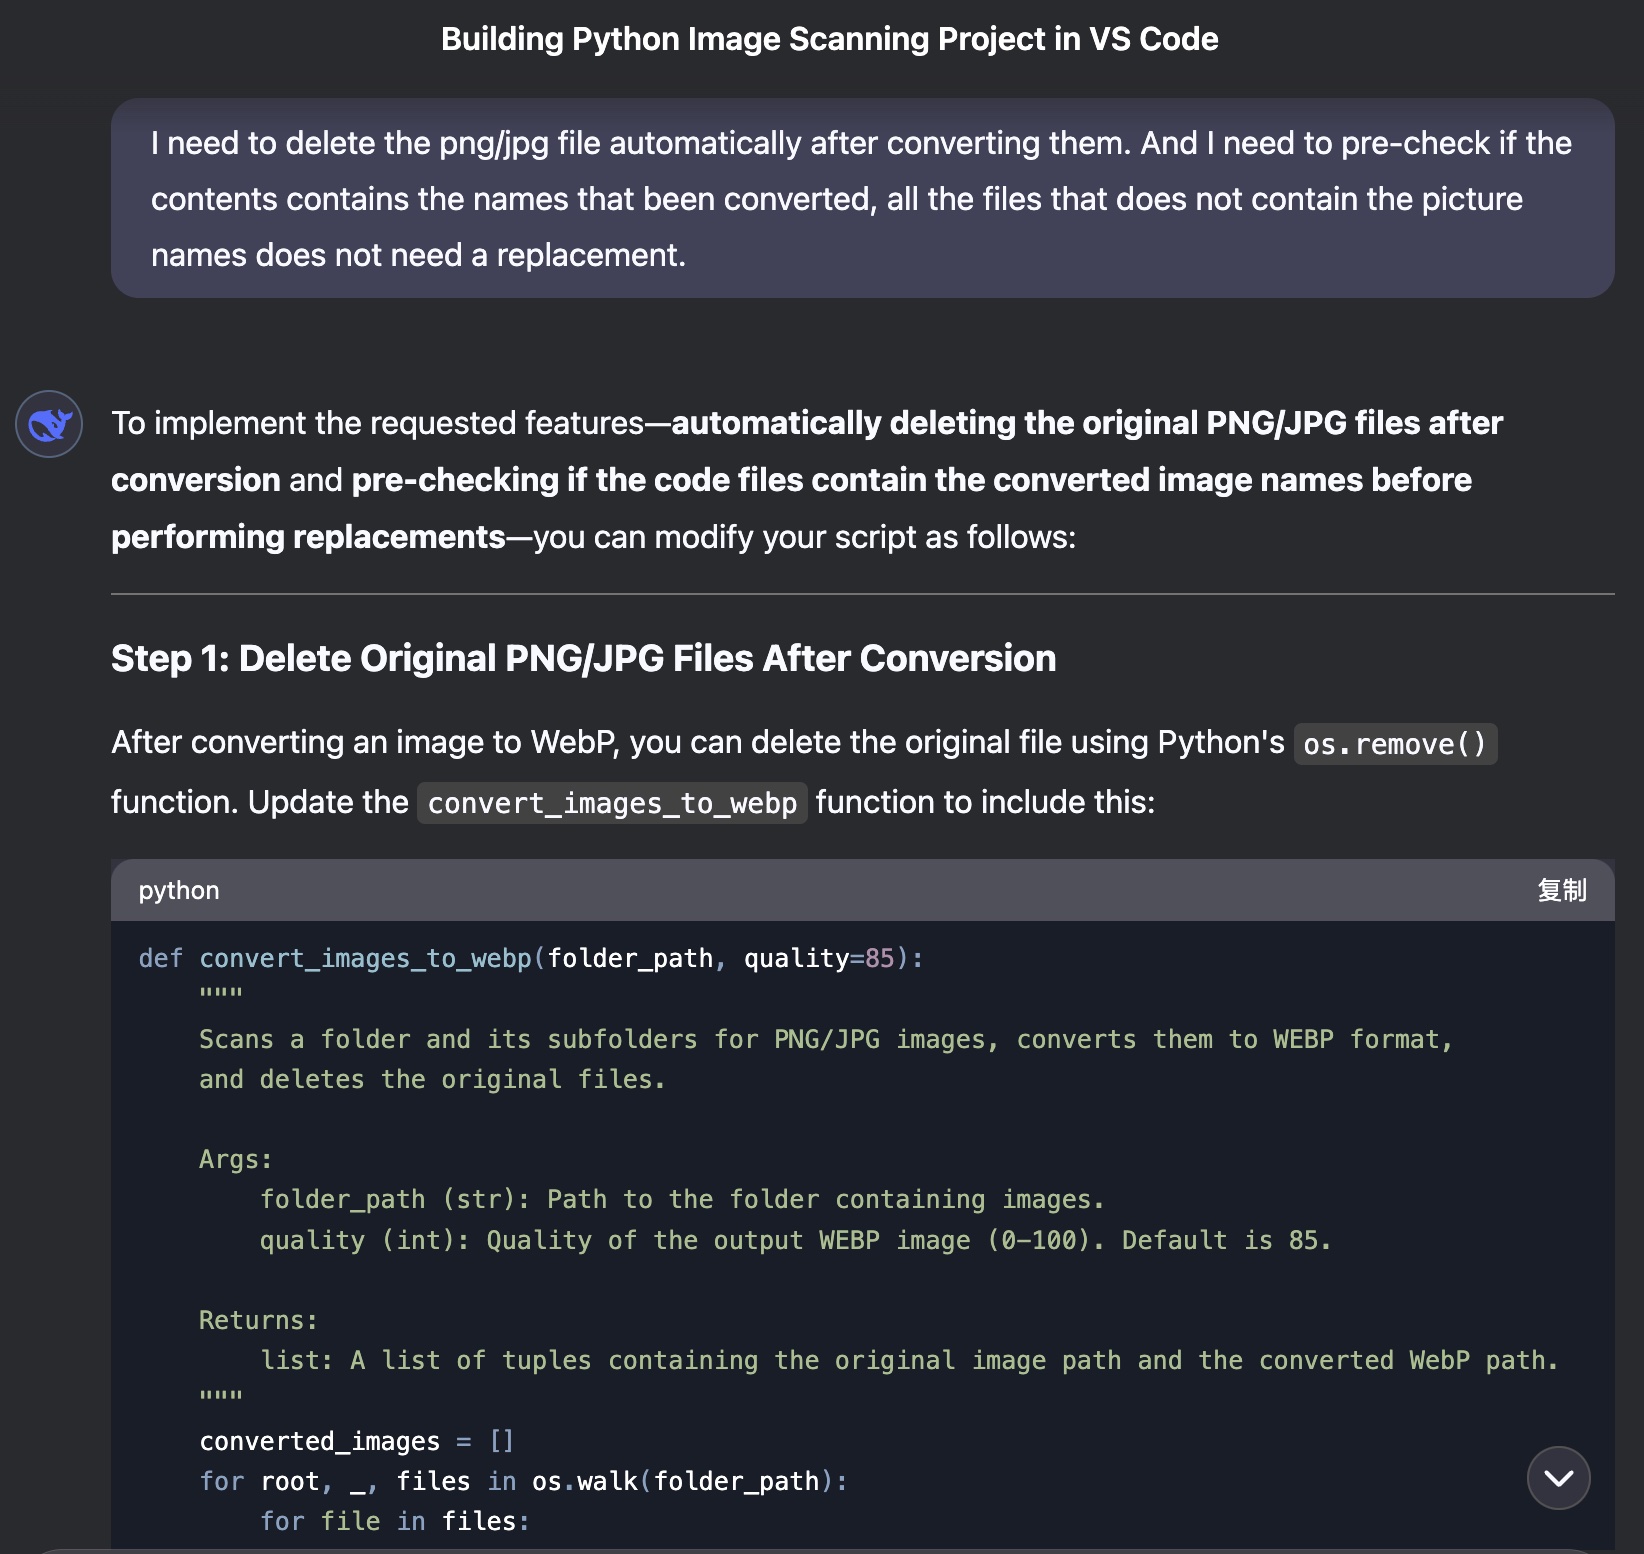 Building Python Image Scanning Project in VS Code
I need to delete the png/jpg file automatically after converting them. And I need to pre-check if the
contents contains the names that been converted, all the files that does not contain the picture
names does not need a replacement.
To implement the requested features—automatically deleting the original PNG/JPG files after
conversion and pre-checking if the code files contain the converted image names before
performing replacements—you can modify your script as follows:
Step 1: Delete Original PNG/JPG Files After Conversion
After converting an image to WebP, you can delete the original file using Python's os.remove()
function. Update the convert_images_to_webp function to include this:
python 复制
def convert_images_to_webp(folder_path, quality=85):
    """
    Scans a folder and its subfolders for PNG/JPG images, converts them to WEBP format,
    and deletes the original files.
    Args:
        folder_path (str): Path to the folder containing images.
        quality (int): Quality of the output WEBP image (0-100). Default is 85.
    Returns:
        list: A list of tuples containing the original image path and the converted WebP path.
    """
    converted_images = []
    for root, _, files in os.walk(folder_path):
        for file in files: